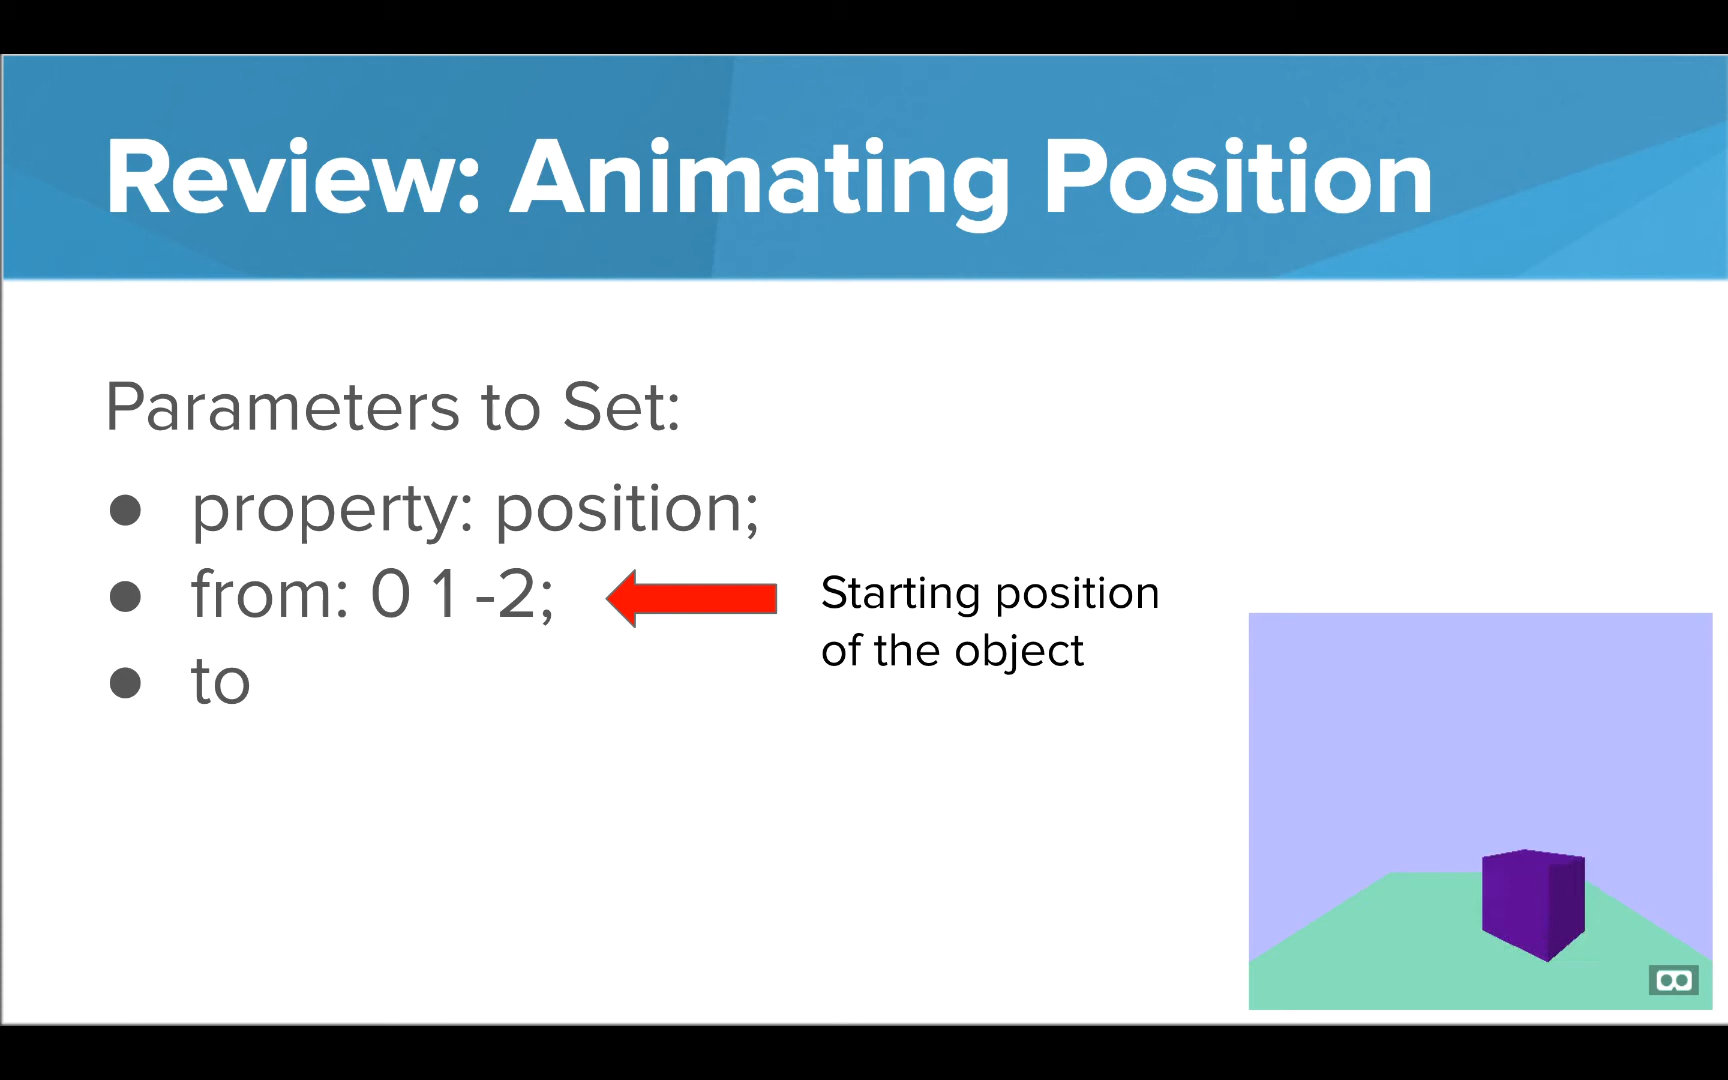 Review: Animating Position
Parameters to Set:
● property: position;
● from: 0 1 -2;
Starting position
of the object
● to